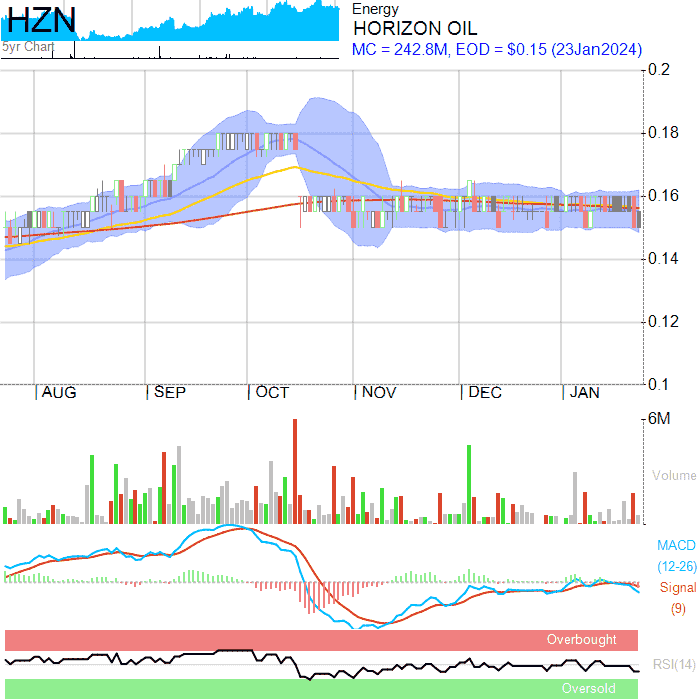 HZN
5yr Chart
Energy
HORIZON OIL
MC = 242.8M, EOD = $0.15 (23Jan2024)
0.2
0.18
0.16
0.14
0.12
0.1
AUG SEP OCT NOV DEC JAN
6M
Volume
MACD
(12-26)
Signal
(9)
Overbought
RSI(14)
Oversold